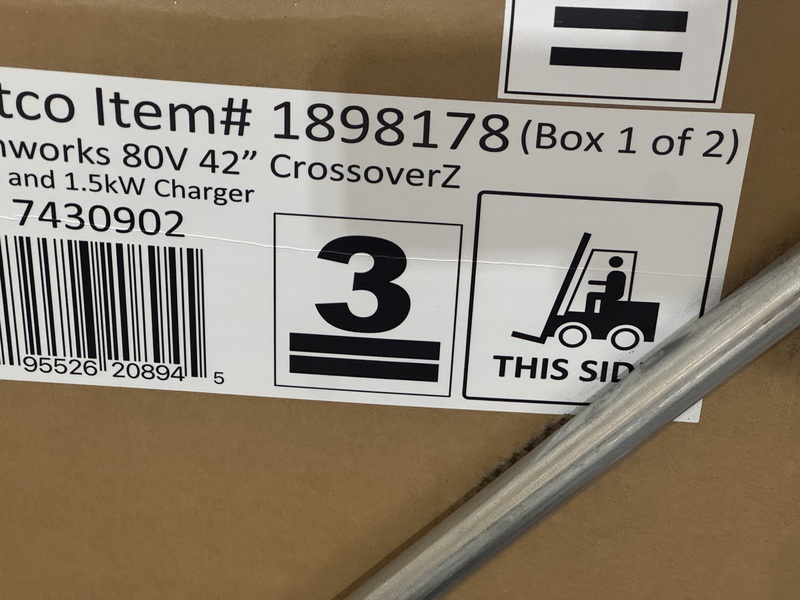 tco Item# 1898178 (Box 1 of 2)
nworks 80V 42” CrossoverZ
and 1.5kW Charger
7430902
3
THIS SID
95526 20894 5